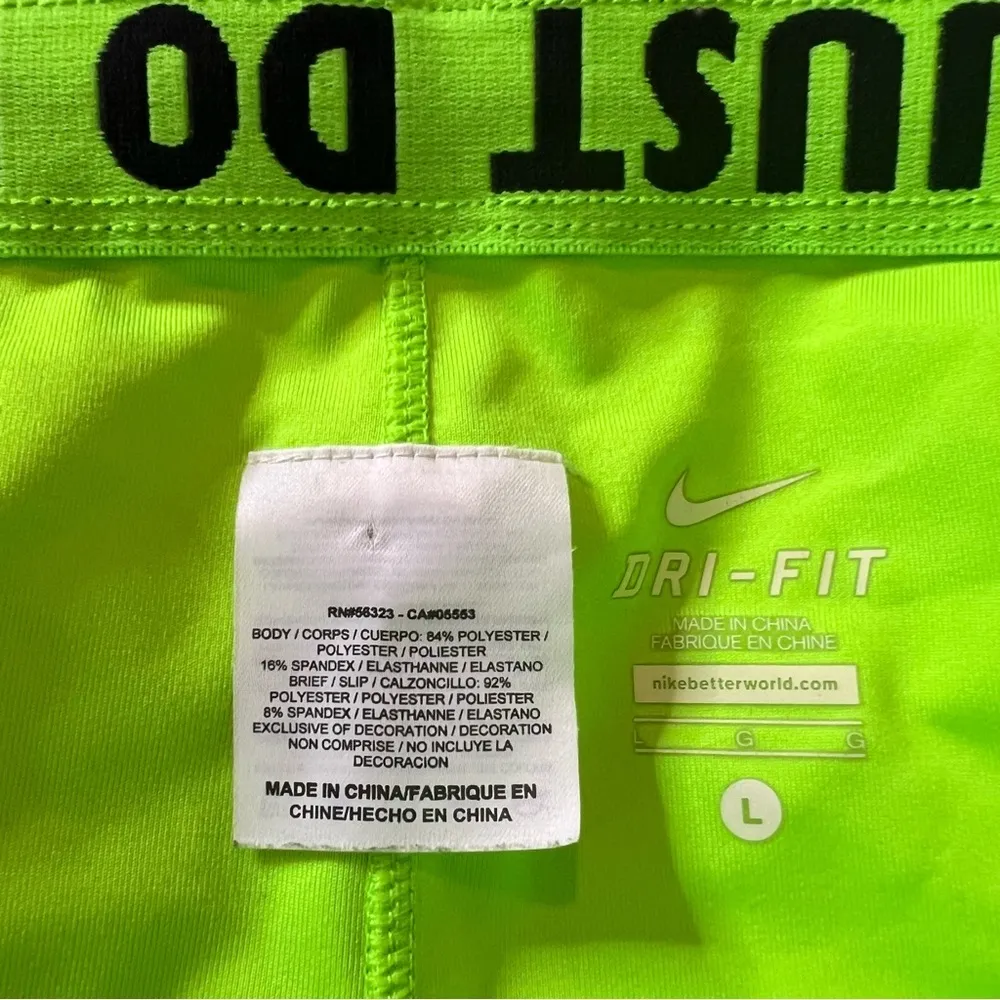 JUST DO
RN#56323 - CA#05553
BODY / CORPS / CUERPO: 84% POLYESTER /
POLYESTER / POLIESTER
16% SPANDEX / ELASTHANNE / ELASTANO
BRIEF / SLIP / CALZONCILLO: 92%
POLYESTER / POLYESTER / POLIESTER
8% SPANDEX / ELASTHANNE / ELASTANO
EXCLUSIVE OF DECORATION / DECORATION
NON COMPRISE / NO INCLUYE LA
DECORACION
MADE IN CHINA/FABRIQUE EN
CHINE/HECHO EN CHINA
DRI-FIT
MADE IN CHINA
FABRIQUE EN CHINE
nikebetterworld.com
L G G
L